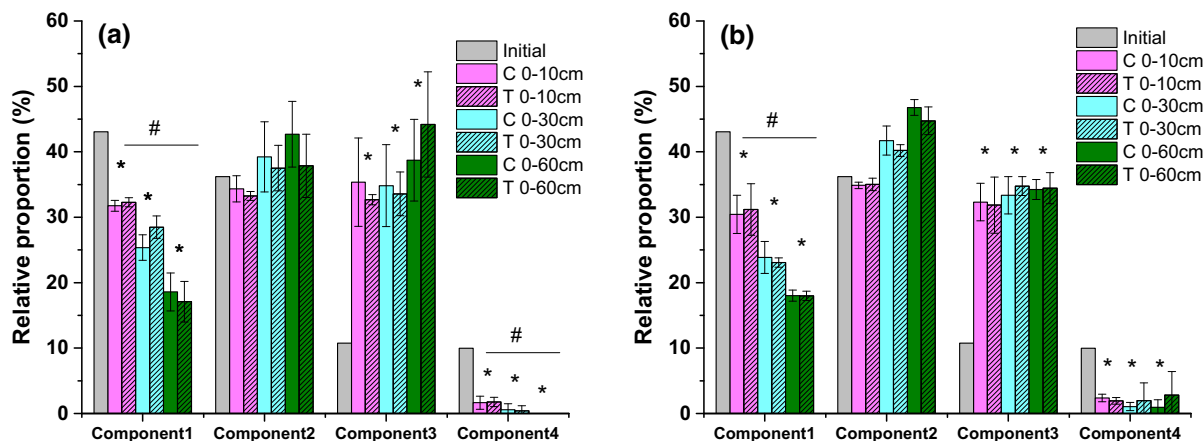 (a)
Relative proportion (%)
60
50
40
30
20
10
0
Initial
C 0-10cm
T 0-10cm
C 0-30cm
T 0-30cm
C 0-60cm
T 0-60cm
#
* * *
* * *
#
* * *
Component1 Component2 Component3 Component4
(b)
Relative proportion (%)
60
50
40
30
20
10
0
Initial
C 0-10cm
T 0-10cm
C 0-30cm
T 0-30cm
C 0-60cm
T 0-60cm
#
* * *
* * *
* * *
Component1 Component2 Component3 Component4